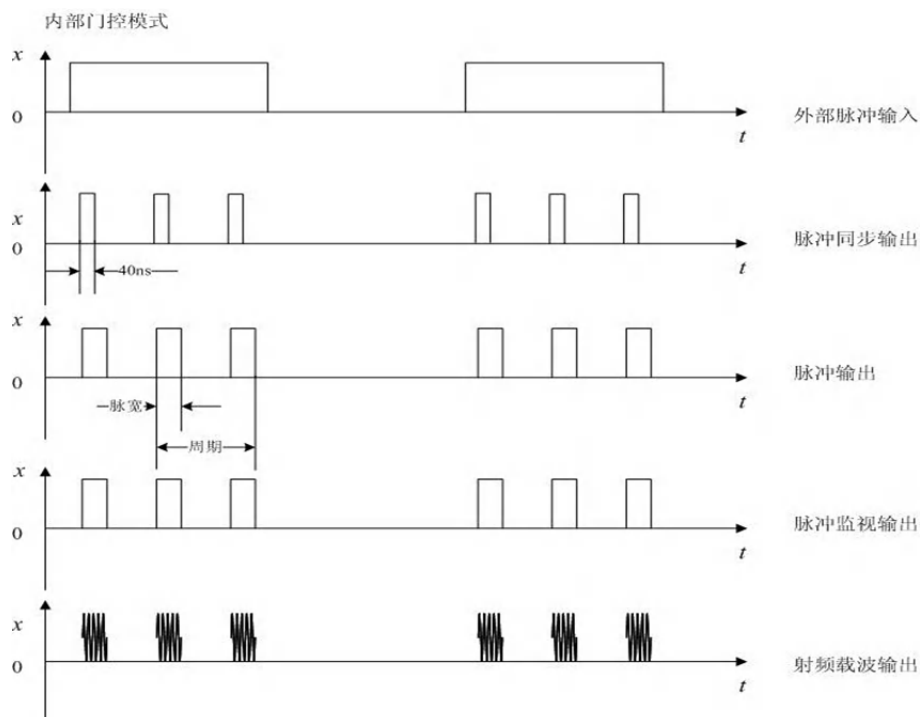 内部门控模式
x
0
t
外部脉冲输入
x
0
t
脉冲同步输出
40ns
x
0
t
脉冲输出
脉宽
周期
x
0
t
脉冲监视输出
x
0
t
射频载波输出